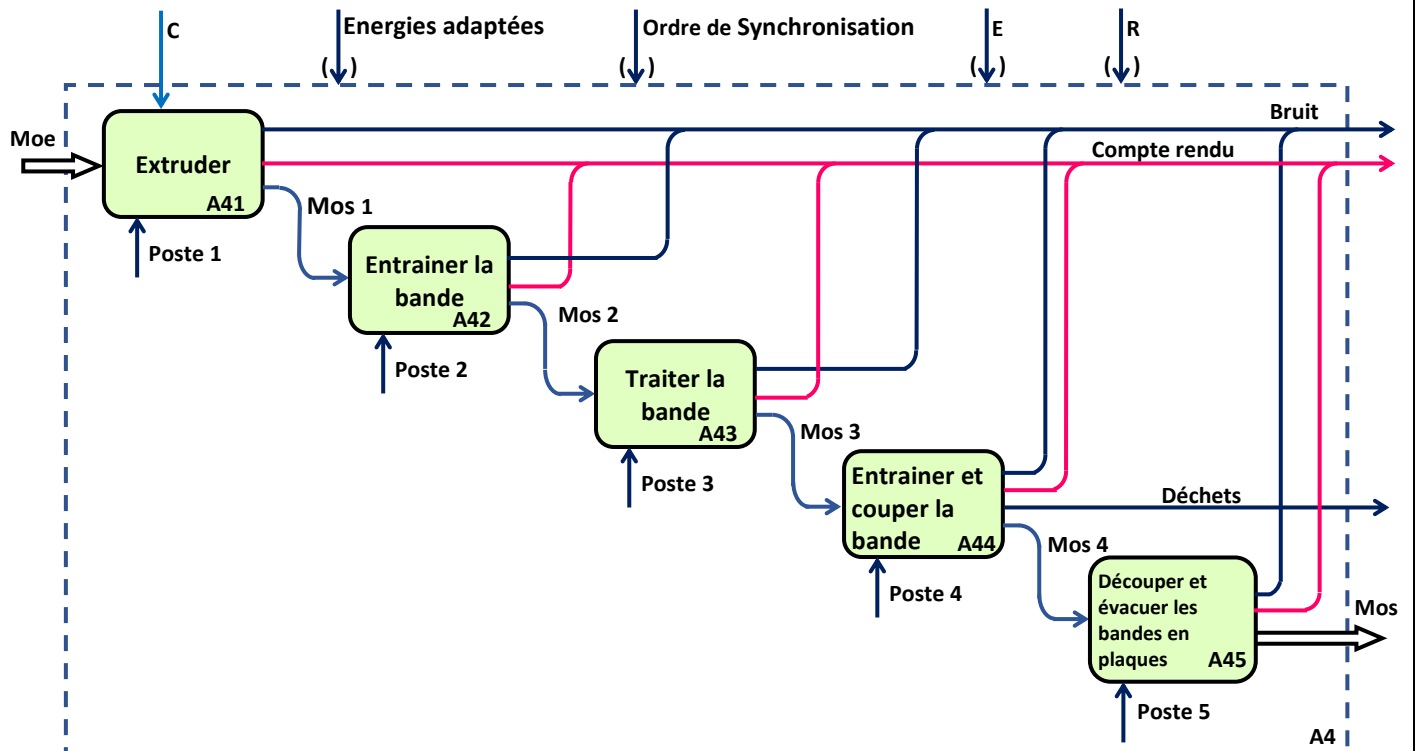 C
Energies adaptées
Ordre de Synchronisation
E
R
( )
( )
( )
( )
Bruit
Moe
Compte rendu
Extruder
A41
Mos 1
Poste 1
Entrainer la
bande
A42
Mos 2
Poste 2
Traiter la
bande
A43
Mos 3
Poste 3
Entrainer et
couper la
bande A44
Déchets
Mos 4
Poste 4
Découper et
évacuer les
bandes en
plaques A45
Mos
Poste 5
A4